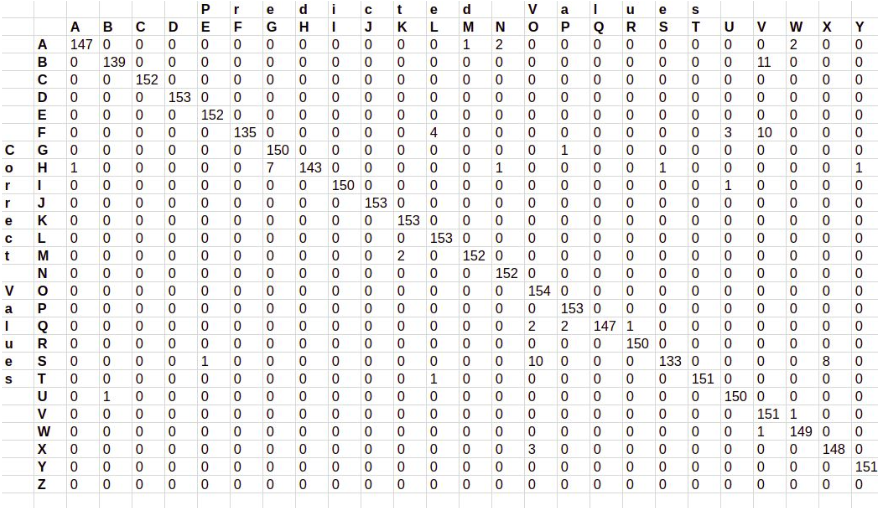 P r e d i c t e d V a l u e s
A B C D E F G H I J K L M N O P Q R S T U V W X Y
A 147 0 0 0 0 0 0 0 0 0 0 0 1 2 0 0 0 0 0 0 0 0 2 0 0
B 0 139 0 0 0 0 0 0 0 0 0 0 0 0 0 0 0 0 0 0 0 11 0 0 0
C 0 0 152 0 0 0 0 0 0 0 0 0 0 0 0 0 0 0 0 0 0 0 0 0 0
D 0 0 0 153 0 0 0 0 0 0 0 0 0 0 0 0 0 0 0 0 0 0 0 0 0
E 0 0 0 0 152 0 0 0 0 0 0 0 0 0 0 0 0 0 0 0 0 0 0 0 0
F 0 0 0 0 0 135 0 0 0 0 0 4 0 0 0 0 0 0 0 0 3 10 0 0 0
C G 0 0 0 0 0 0 150 0 0 0 0 0 0 0 0 1 0 0 0 0 0 0 0 0 0
o H 1 0 0 0 0 0 7 143 0 0 0 0 0 1 0 0 0 0 1 0 0 0 0 0 1
r I 0 0 0 0 0 0 0 0 150 0 0 0 0 0 0 0 0 0 0 0 1 0 0 0 0
r J 0 0 0 0 0 0 0 0 0 153 0 0 0 0 0 0 0 0 0 0 0 0 0 0 0
e K 0 0 0 0 0 0 0 0 0 0 153 0 0 0 0 0 0 0 0 0 0 0 0 0 0
c L 0 0 0 0 0 0 0 0 0 0 0 153 0 0 0 0 0 0 0 0 0 0 0 0 0
t M 0 0 0 0 0 0 0 0 0 0 2 0 152 0 0 0 0 0 0 0 0 0 0 0 0
N 0 0 0 0 0 0 0 0 0 0 0 0 0 152 0 0 0 0 0 0 0 0 0 0 0
V O 0 0 0 0 0 0 0 0 0 0 0 0 0 0 154 0 0 0 0 0 0 0 0 0 0
a P 0 0 0 0 0 0 0 0 0 0 0 0 0 0 0 153 0 0 0 0 0 0 0 0 0
l Q 0 0 0 0 0 0 0 0 0 0 0 0 0 0 2 2 147 1 0 0 0 0 0 0 0
u R 0 0 0 0 0 0 0 0 0 0 0 0 0 0 0 0 0 150 0 0 0 0 0 0 0
e S 0 0 0 0 1 0 0 0 0 0 0 0 0 0 10 0 0 0 133 0 0 0 0 8 0
s T 0 0 0 0 0 0 0 0 0 0 0 1 0 0 0 0 0 0 0 151 0 0 0 0 0
U 0 1 0 0 0 0 0 0 0 0 0 0 0 0 0 0 0 0 0 0 150 0 0 0 0
V 0 0 0 0 0 0 0 0 0 0 0 0 0 0 0 0 0 0 0 0 0 151 1 0 0
W 0 0 0 0 0 0 0 0 0 0 0 0 0 0 0 0 0 0 0 0 0 1 149 0 0
X 0 0 0 0 0 0 0 0 0 0 0 0 0 0 3 0 0 0 0 0 0 0 0 148 0
Y 0 0 0 0 0 0 0 0 0 0 0 0 0 0 0 0 0 0 0 0 0 0 0 0 151
Z 0 0 0 0 0 0 0 0 0 0 0 0 0 0 0 0 0 0 0 0 0 0 0 0 0